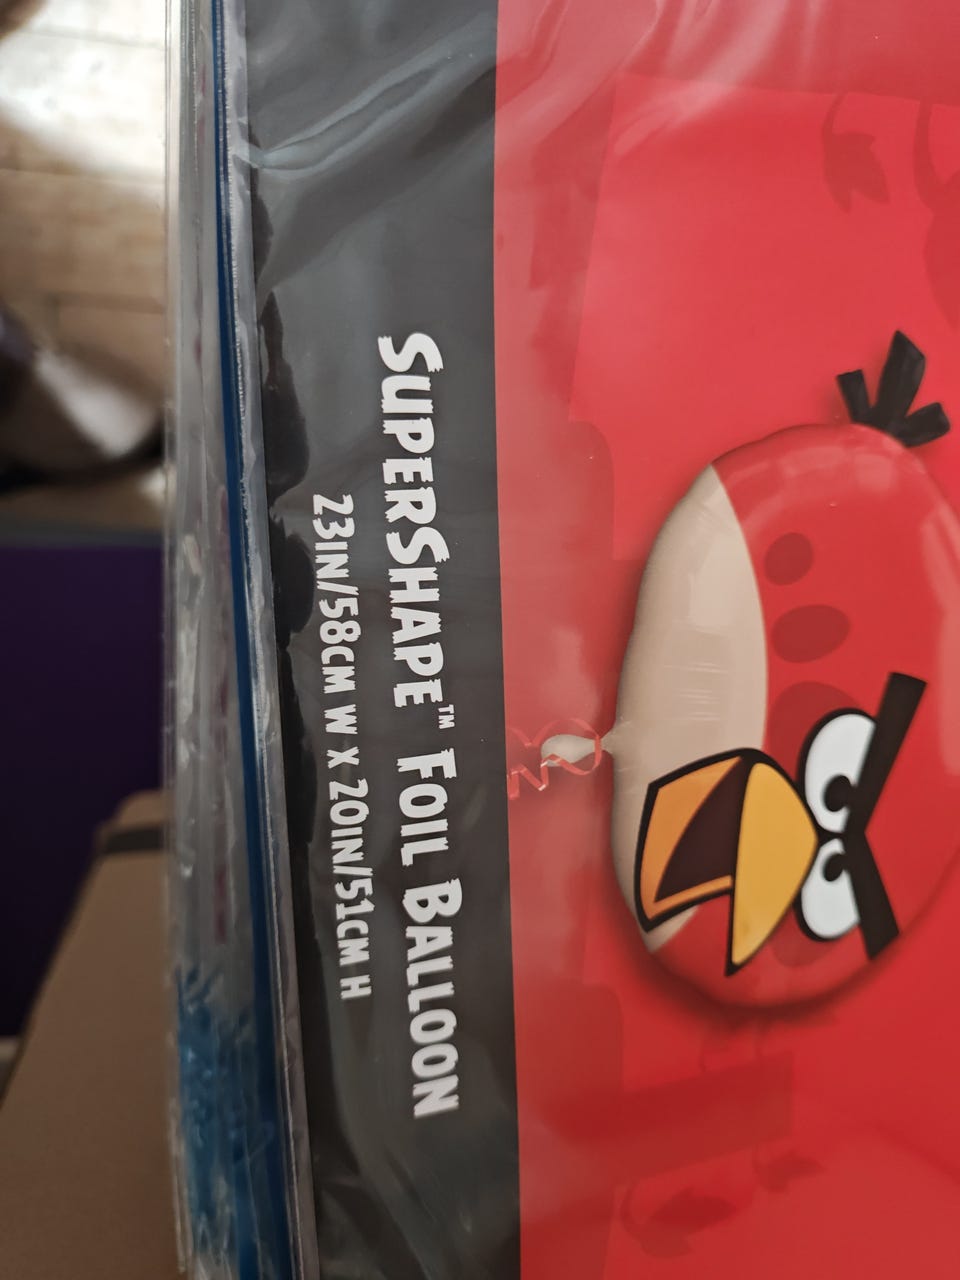 SUPERSHAPE™ FOIL BALLOON
23IN/58CM W X 20IN/51CM H